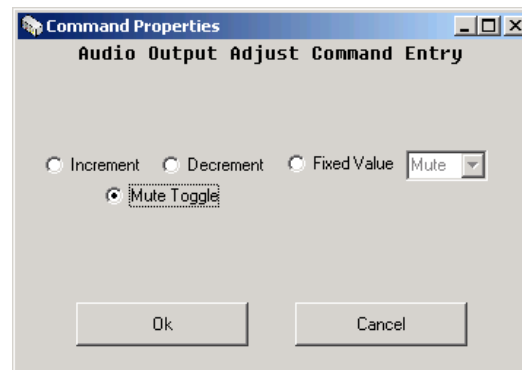 Command Properties
Audio Output Adjust Command Entry
Increment Decrement Fixed Value Mute
Mute Toggle
Ok Cancel